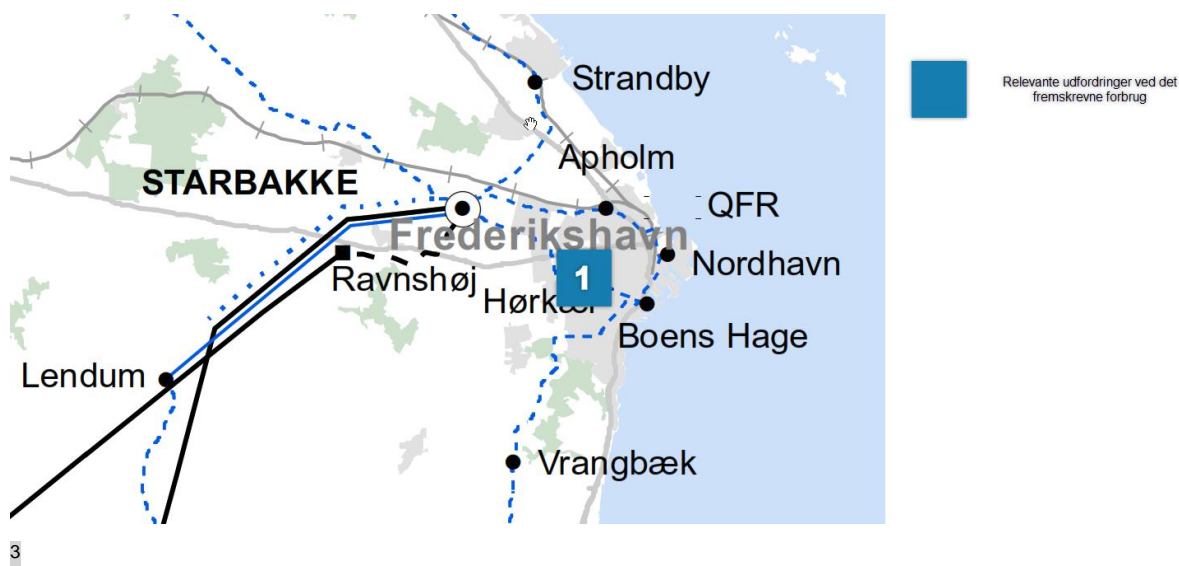 Strandby
Relevante udfordringer ved det
fremskrevne forbrug
Apholm
STARBAKKE
QFR
Frederikshavn
Nordhavn
Ravnshøj
1
Boens Hage
Lendum
Vrangbæk
3